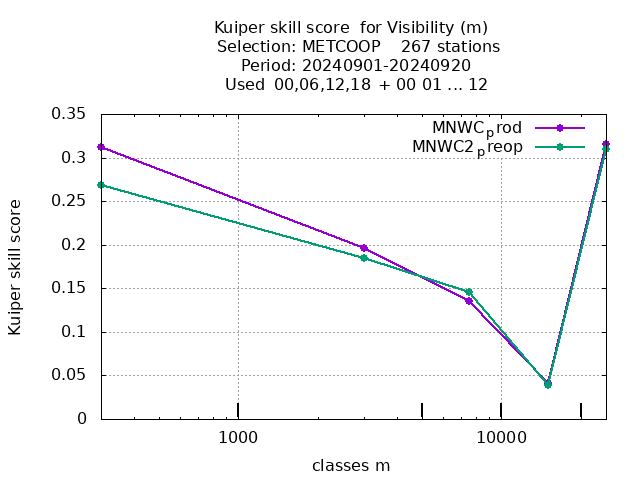 Kuiper skill score  for Visibility (m)
Selection: METCOOP    267 stations
Period: 20240901-20240920
Used  00,06,12,18 + 00 01 ... 12
MNWC_prod
MNWC2_preop
0.35
0.3
0.25
0.2
0.15
0.1
0.05
0
Kuiper skill score
1000
10000
classes m